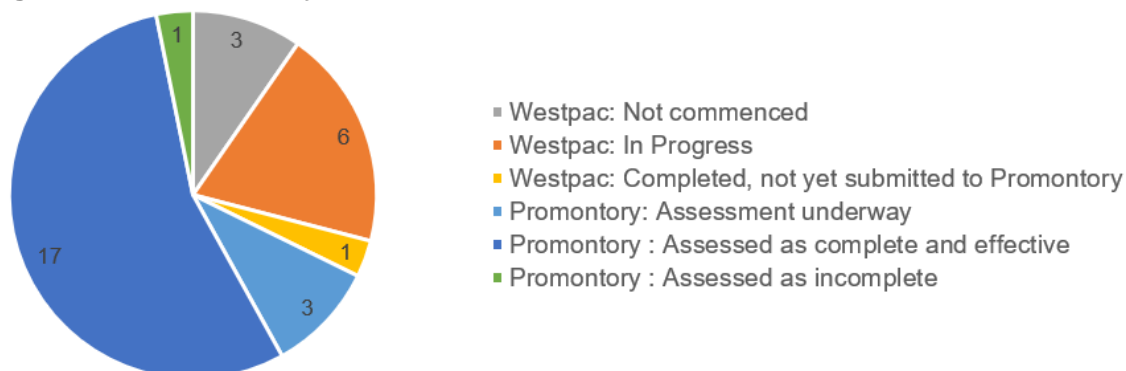 1
3
6
1
3
17
Westpac: Not commenced
Westpac: In Progress
Westpac: Completed, not yet submitted to Promontory
Promontory: Assessment underway
Promontory : Assessed as complete and effective
Promontory : Assessed as incomplete